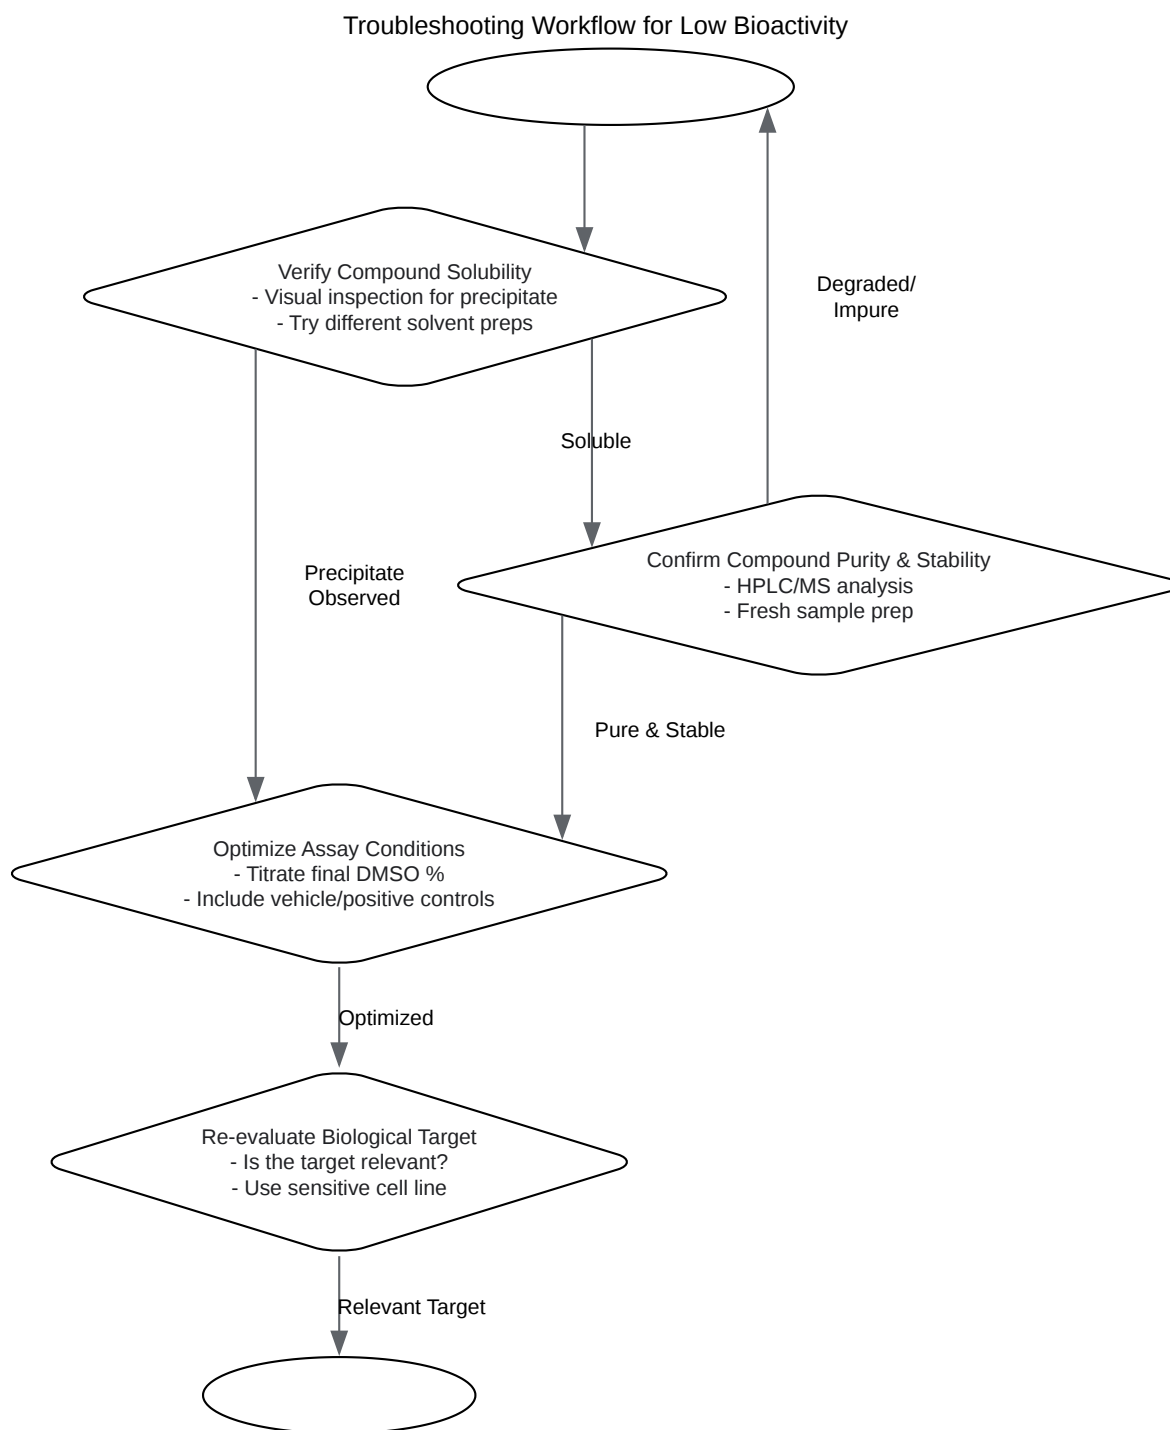 Troubleshooting Workflow for Low Bioactivity
Verify Compound Solubility
- Visual inspection for precipitate
- Try different solvent preps
Degraded/
Impure
Soluble
Confirm Compound Purity & Stability
- HPLC/MS analysis
- Fresh sample prep
Precipitate
Observed
Pure & Stable
Optimize Assay Conditions
- Titrate final DMSO %
- Include vehicle/positive controls
Optimized
Re-evaluate Biological Target
- Is the target relevant?
- Use sensitive cell line
Relevant Target